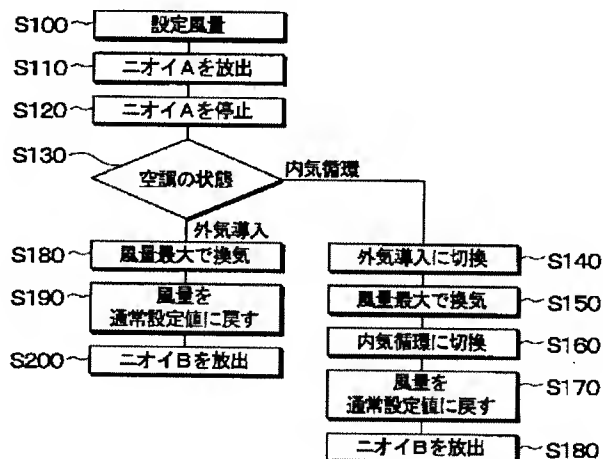 S100 設定風量
S110 ニオイAを放出
S120 ニオイAを停止
S130 空調の状態
内気循環
外気導入
S180 風量最大で換気
S190 風量を
通常設定値に戻す
S200 ニオイBを放出
外気導入に切換 S140
風量最大で換気 S150
内気循環に切換 S160
風量を
通常設定値に戻す S170
ニオイBを放出 S180